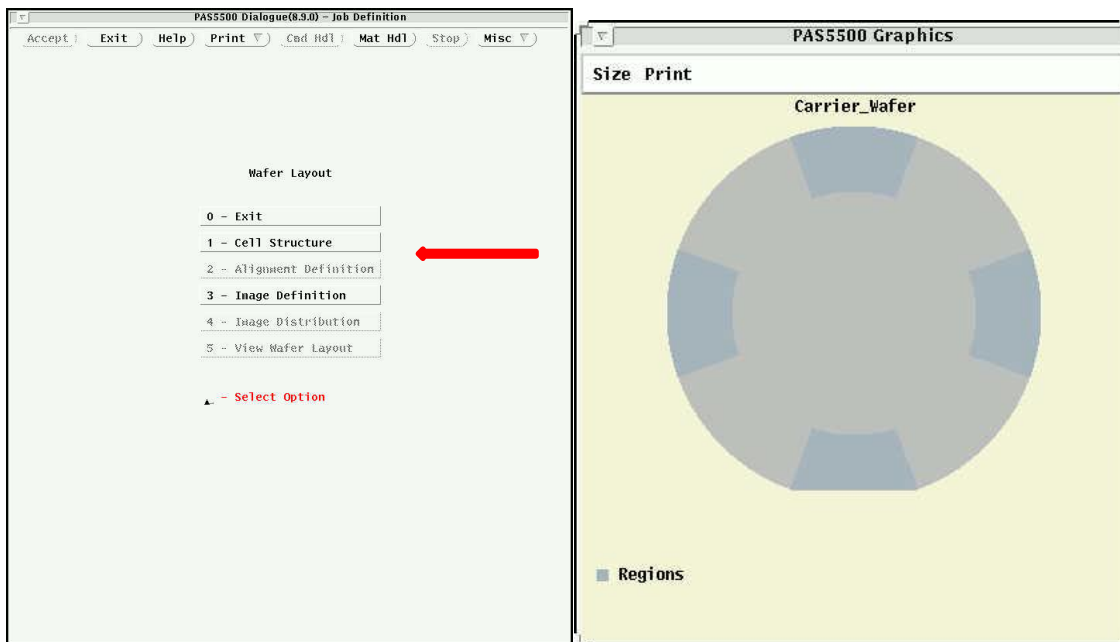 PAS5500 Dialogue(8.9.0) – Job Definition
Accept Exit Help Print Cmd Hdl Mat Hdl Stop Misc
Wafer Layout
0 – Exit
1 – Cell Structure
2 – Alignment Definition
3 – Image Definition
4 – Image Distribution
5 – View Wafer Layout
– Select Option
PAS5500 Graphics
Size Print
Carrier_Wafer
Regions